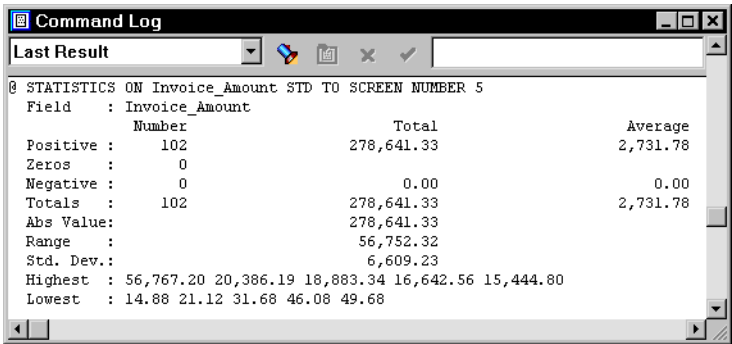 Command Log
Last Result
@ STATISTICS ON Invoice_Amount STD TO SCREEN NUMBER 5
Field : Invoice_Amount
Number Total Average
Positive : 102 278,641.33 2,731.78
Zeros : 0
Negative : 0 0.00 0.00
Totals : 102 278,641.33 2,731.78
Abs Value: 278,641.33
Range : 56,752.32
Std. Dev.: 6,609.23
Highest : 56,767.20 20,386.19 18,883.34 16,642.56 15,444.80
Lowest : 14.88 21.12 31.68 46.08 49.68